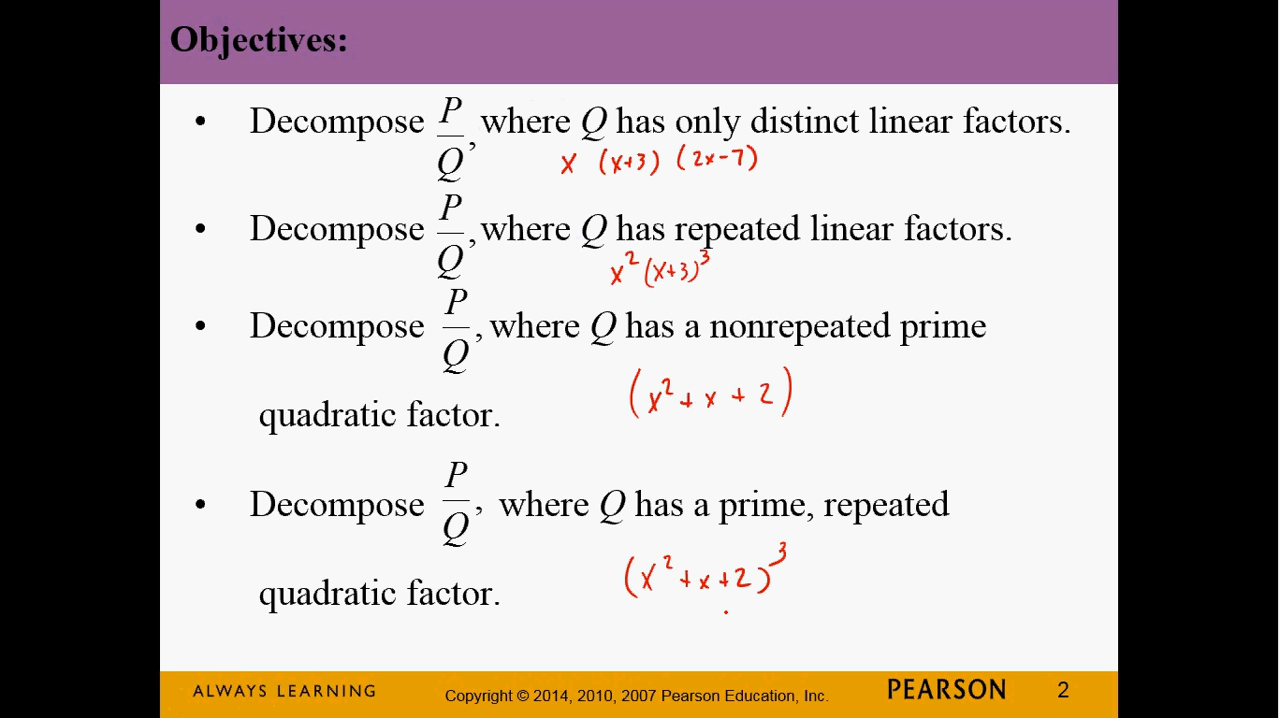 Objectives:
• Decompose P/Q, where Q has only distinct linear factors.
x (x+3) (2x-7)
• Decompose P/Q, where Q has repeated linear factors.
x² (x+3)³
• Decompose P/Q, where Q has a nonrepeated prime
(x² + x + 2)
quadratic factor.
• Decompose P/Q, where Q has a prime, repeated
(x² + x + 2)³
quadratic factor.
ALWAYS LEARNING
Copyright © 2014, 2010, 2007 Pearson Education, Inc.
PEARSON
2